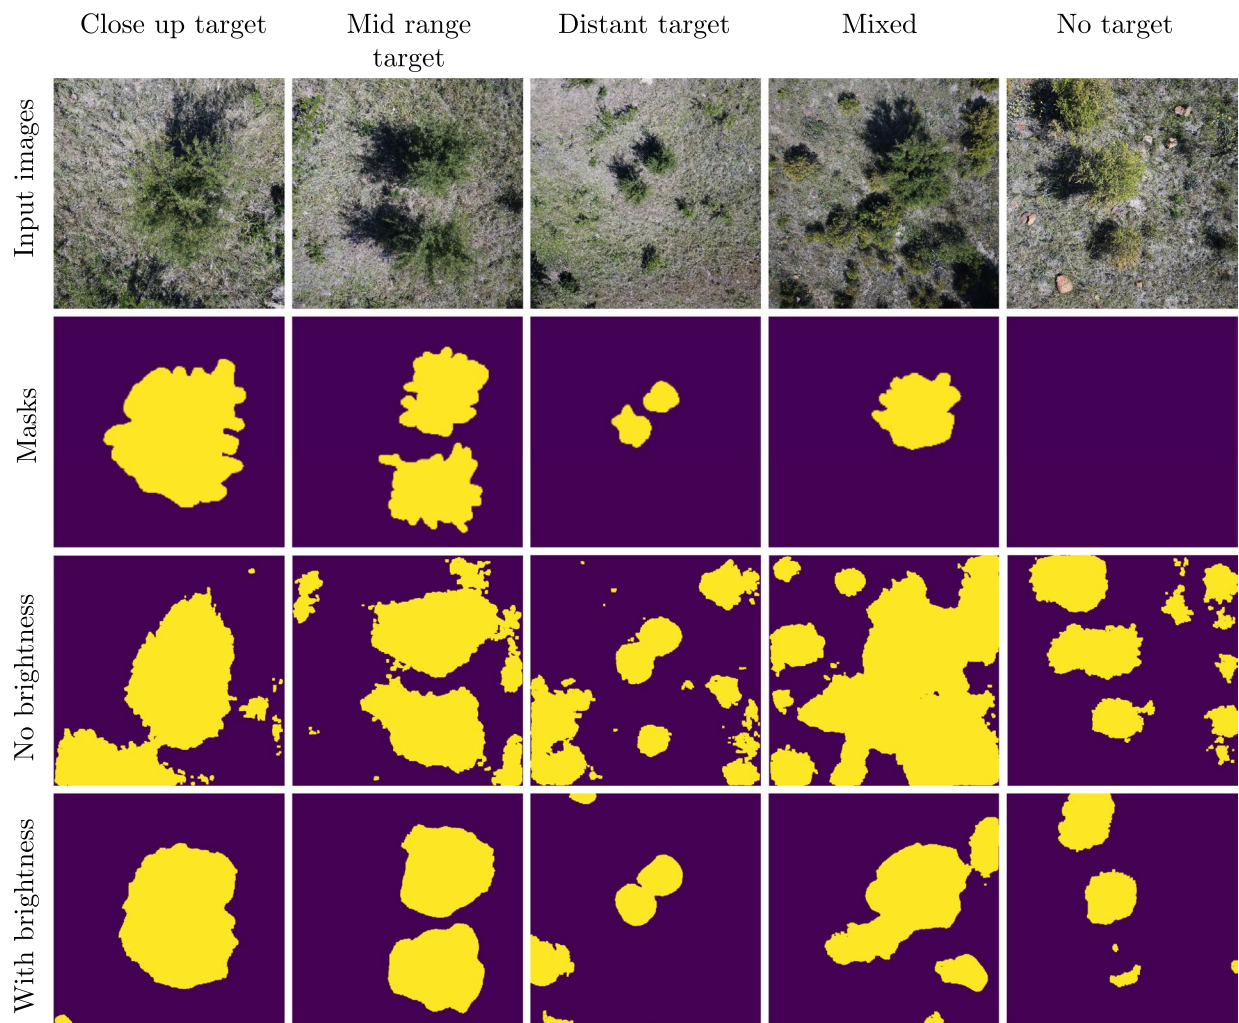 Close up target
Mid range
target
Distant target
Mixed
No target
Input images
Masks
No brightness
With brightness